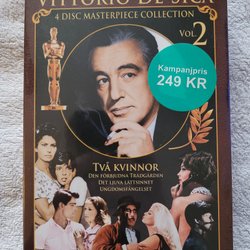 VITTORIO DE SICA
4 DISC MASTERPIECE COLLECTION
VOL.2
Kampanjpris
249 KR
TVÅ KVINNOR
DEN FÖRBJUDNA TRÄDGÅRDEN
DET LJUVA LÄTTSINNET
UNGDOMSFÄNGELSET